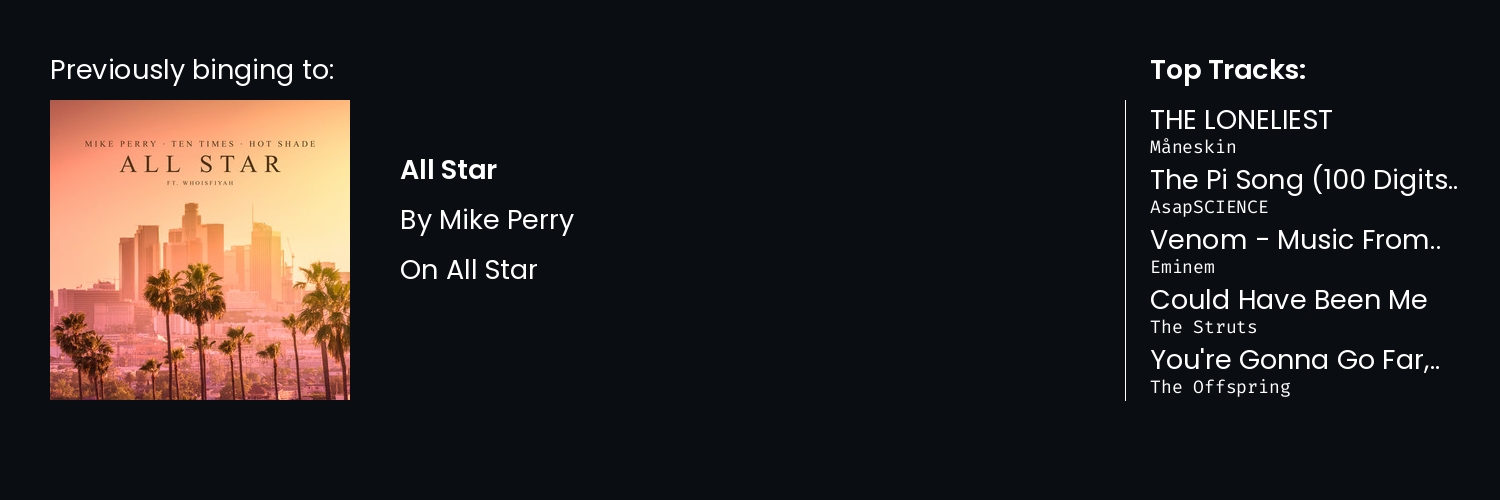 Previously binging to:
MIKE PERRY · TEN TIMES · HOT SHADE
ALL STAR
FT. WHOISFIYAH
All Star
By Mike Perry
On All Star
Top Tracks:
THE LONELIEST
Måneskin
The Pi Song (100 Digits..
AsapSCIENCE
Venom - Music From..
Eminem
Could Have Been Me
The Struts
You're Gonna Go Far,..
The Offspring